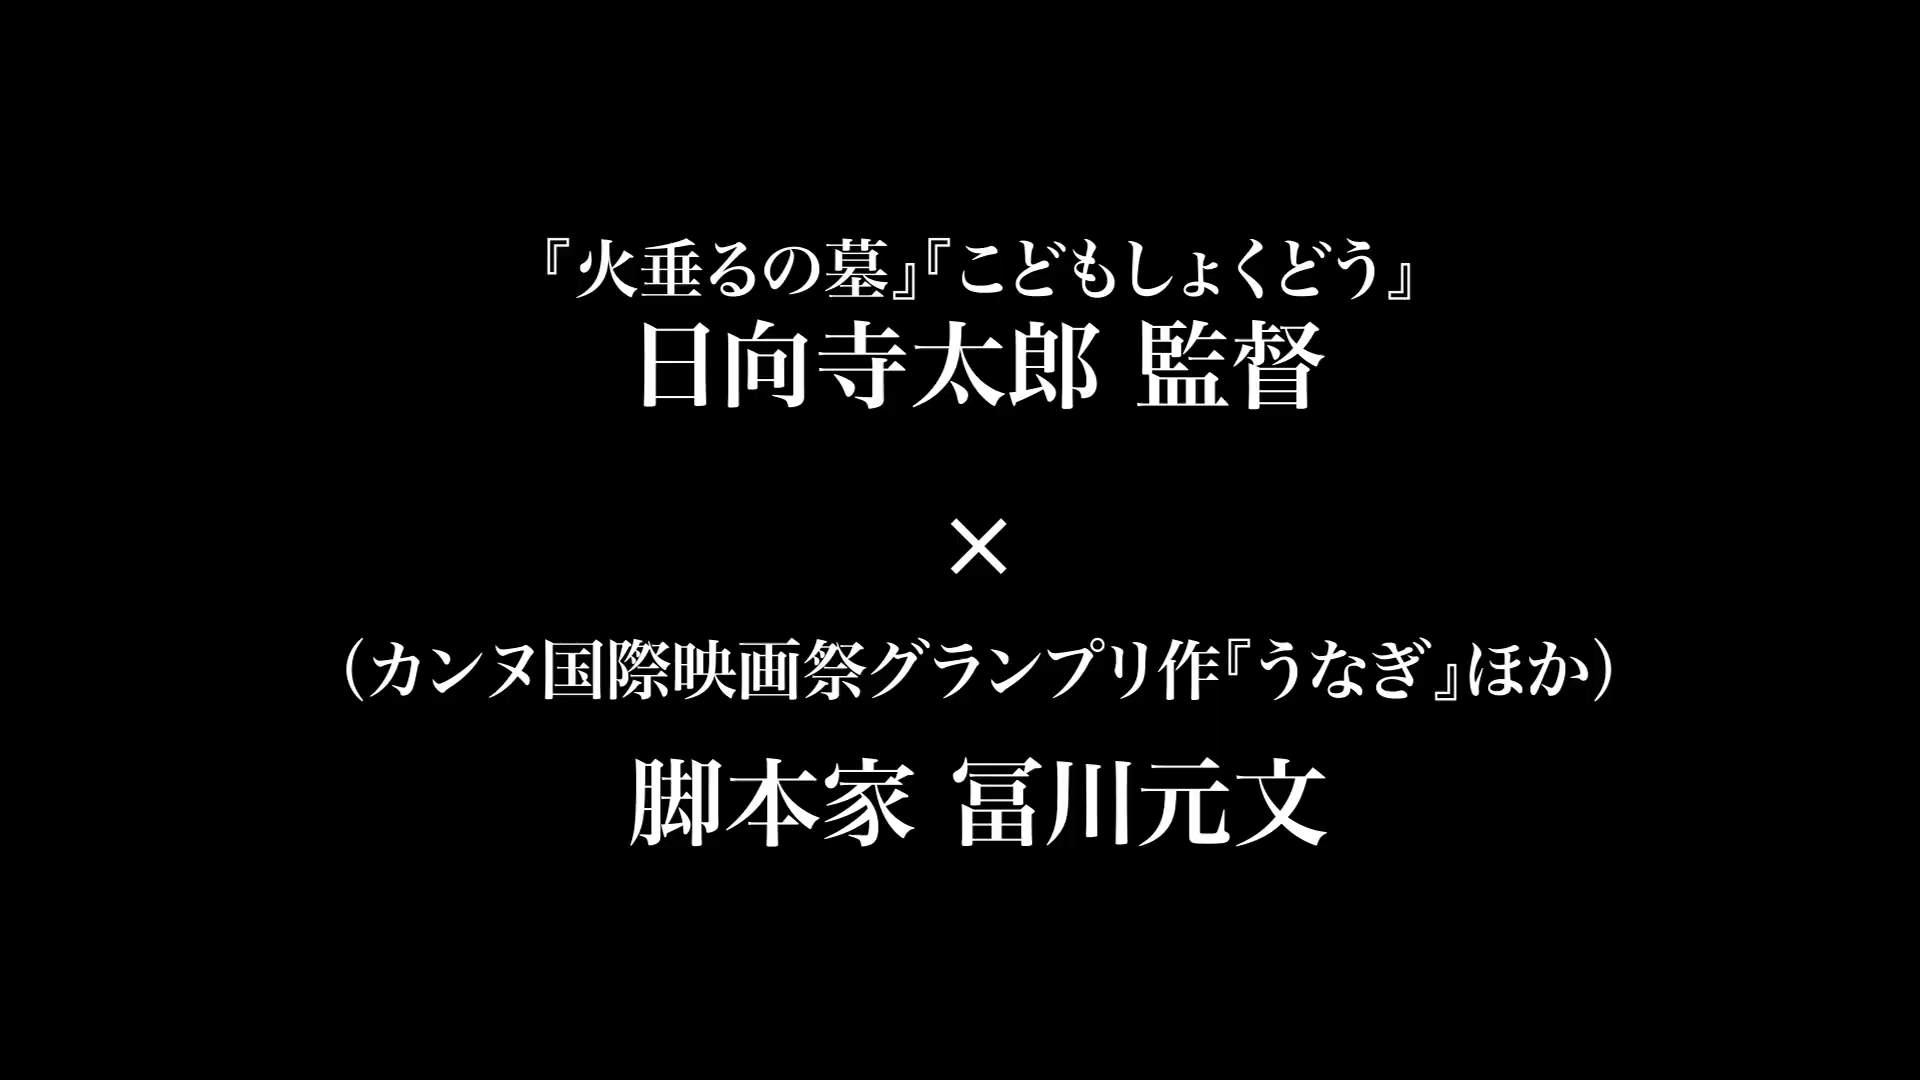 『火垂るの墓』『こどもしょくどう』
日向寺太郎 監督
×
（カンヌ国際映画祭グランプリ作『うなぎ』ほか）
脚本家 冨川元文